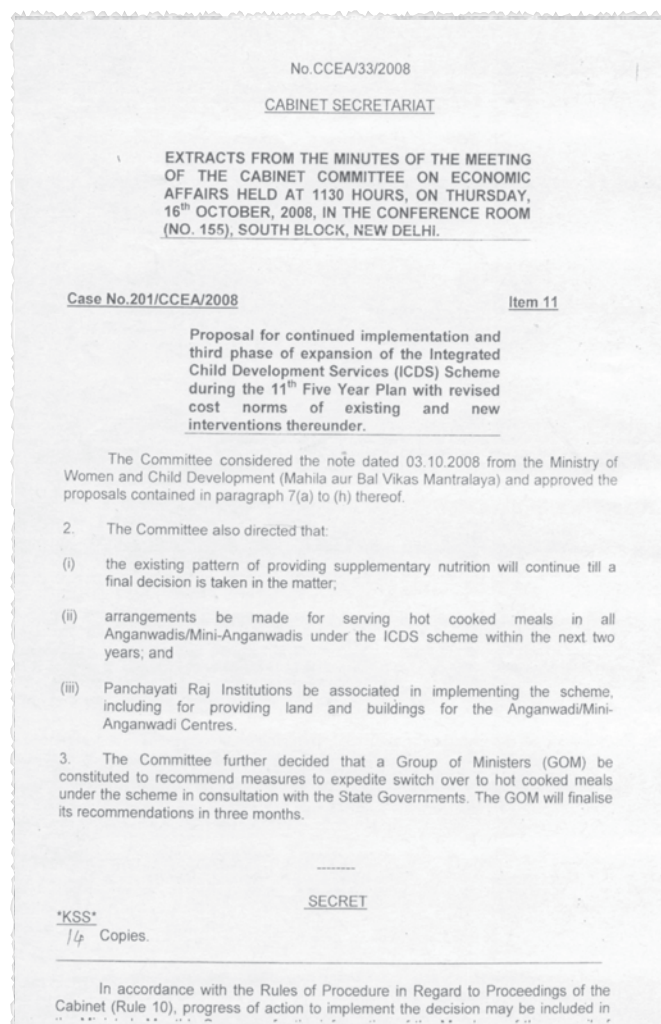 No.CCEA/33/2008
CABINET SECRETARIAT
EXTRACTS FROM THE MINUTES OF THE MEETING
OF THE CABINET COMMITTEE ON ECONOMIC
AFFAIRS HELD AT 1130 HOURS, ON THURSDAY,
16th OCTOBER, 2008, IN THE CONFERENCE ROOM
(NO. 155), SOUTH BLOCK, NEW DELHI.
Case No.201/CCEA/2008 Item 11
Proposal for continued implementation and
third phase of expansion of the Integrated
Child Development Services (ICDS) Scheme
during the 11th Five Year Plan with revised
cost norms of existing and new
interventions thereunder.
The Committee considered the note dated 03.10.2008 from the Ministry of
Women and Child Development (Mahila aur Bal Vikas Mantralaya) and approved the
proposals contained in paragraph 7(a) to (h) thereof.
2. The Committee also directed that:
(i) the existing pattern of providing supplementary nutrition will continue till a
final decision is taken in the matter;
(ii) arrangements be made for serving hot cooked meals in all
Anganwadis/Mini-Anganwadis under the ICDS scheme within the next two
years; and
(iii) Panchayati Raj Institutions be associated in implementing the scheme,
including for providing land and buildings for the Anganwadi/Mini-
Anganwadi Centres.
3. The Committee further decided that a Group of Ministers (GOM) be
constituted to recommend measures to expedite switch over to hot cooked meals
under the scheme in consultation with the State Governments. The GOM will finalise
its recommendations in three months.
--------
SECRET
*KSS*
14 Copies.
In accordance with the Rules of Procedure in Regard to Proceedings of the
Cabinet (Rule 10), progress of action to implement the decision may be included in